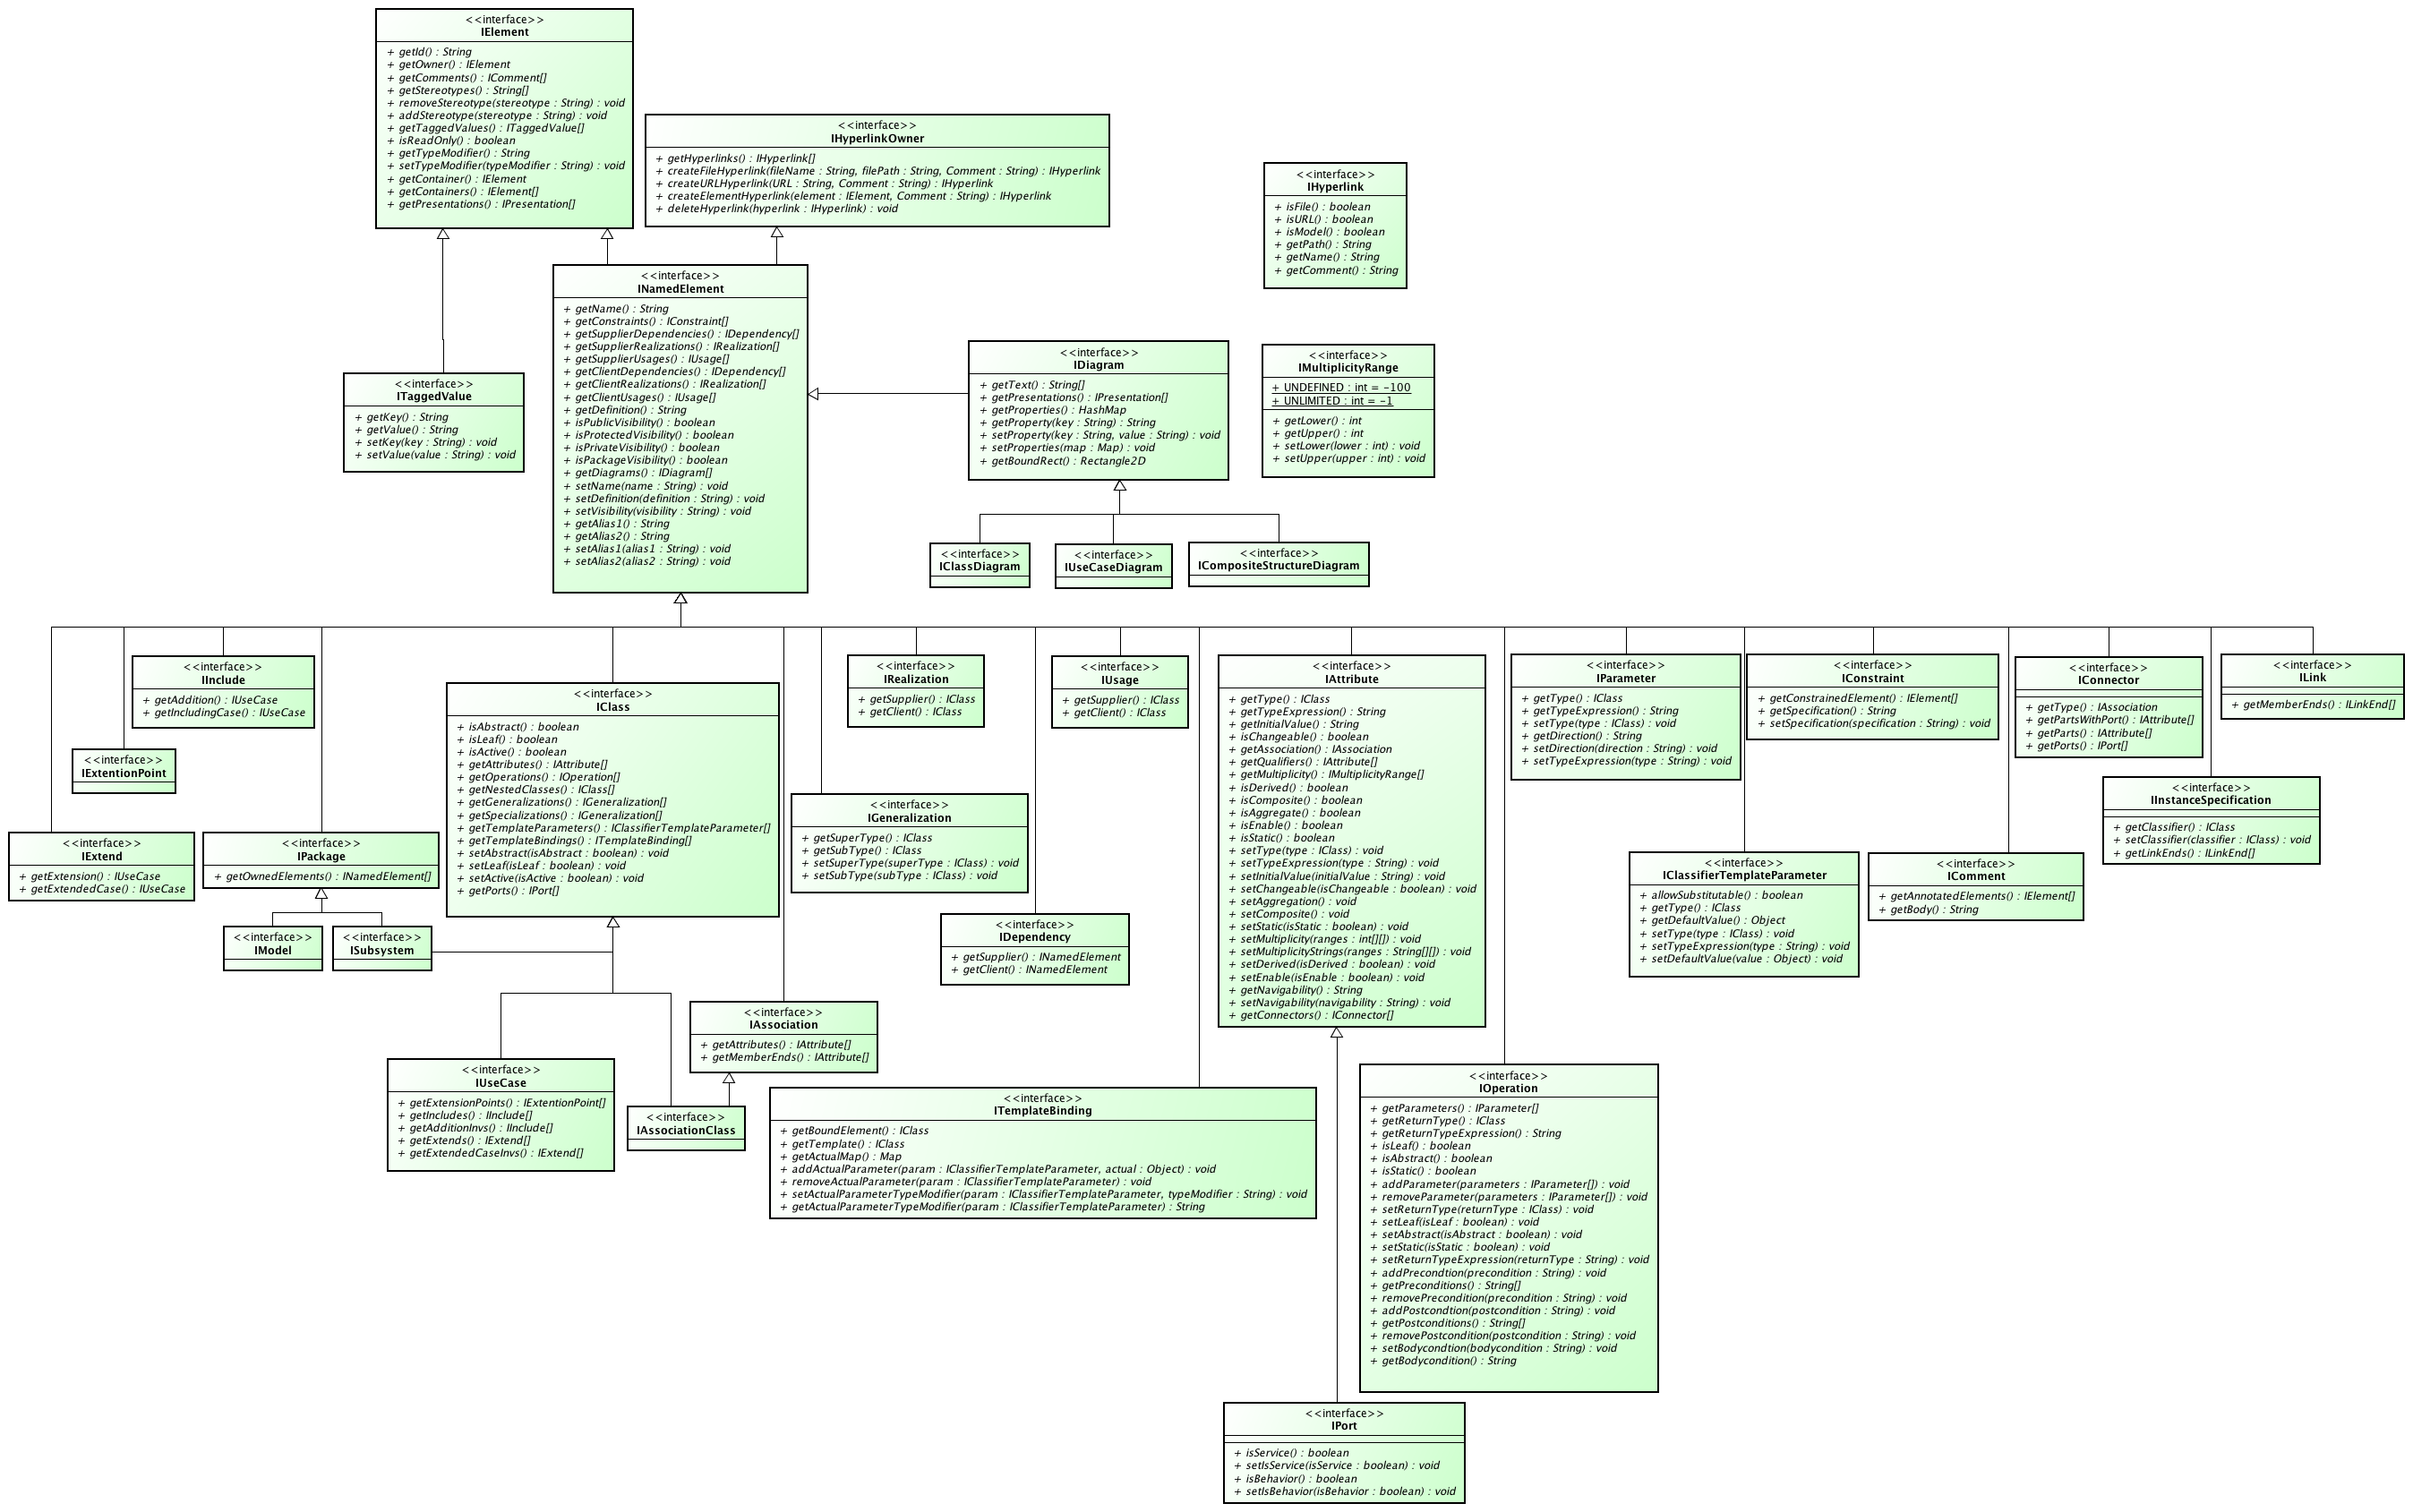 <<interface>>
IElement
+ getId() : String
+ getOwner() : IElement
+ getComments() : IComment[]
+ getStereotypes() : String[]
+ removeStereotype(stereotype : String) : void
+ addStereotype(stereotype : String) : void
+ getTaggedValues() : ITaggedValue[]
+ isReadOnly() : boolean
+ getTypeModifier() : String
+ setTypeModifier(typeModifier : String) : void
+ getContainer() : IElement
+ getContainers() : IElement[]
+ getPresentations() : IPresentation[]
<<interface>>
IHyperlinkOwner
+ getHyperlinks() : IHyperlink[]
+ createFileHyperlink(fileName : String, filePath : String, Comment : String) : IHyperlink
+ createURLHyperlink(URL : String, Comment : String) : IHyperlink
+ createElementHyperlink(element : IElement, Comment : String) : IHyperlink
+ deleteHyperlink(hyperlink : IHyperlink) : void
<<interface>>
IHyperlink
+ isFile() : boolean
+ isURL() : boolean
+ isModel() : boolean
+ getPath() : String
+ getName() : String
+ getComment() : String
<<interface>>
INamedElement
+ getName() : String
+ getConstraints() : IConstraint[]
+ getSupplierDependencies() : IDependency[]
+ getSupplierRealizations() : IRealization[]
+ getSupplierUsages() : IUsage[]
+ getClientDependencies() : IDependency[]
+ getClientRealizations() : IRealization[]
+ getClientUsages() : IUsage[]
+ getDefinition() : String
+ isPublicVisibility() : boolean
+ isProtectedVisibility() : boolean
+ isPrivateVisibility() : boolean
+ isPackageVisibility() : boolean
+ getDiagrams() : IDiagram[]
+ setName(name : String) : void
+ setDefinition(definition : String) : void
+ setVisibility(visibility : String) : void
+ getAlias1() : String
+ getAlias2() : String
+ setAlias1(alias1 : String) : void
+ setAlias2(alias2 : String) : void
<<interface>>
ITaggedValue
+ getKey() : String
+ getValue() : String
+ setKey(key : String) : void
+ setValue(value : String) : void
<<interface>>
IDiagram
+ getText() : String[]
+ getPresentations() : IPresentation[]
+ getProperties() : HashMap
+ getProperty(key : String) : String
+ setProperty(key : String, value : String) : void
+ setProperties(map : Map) : void
+ getBoundRect() : Rectangle2D
<<interface>>
IMultiplicityRange
+ UNDEFINED : int = -100
+ UNLIMITED : int = -1
+ getLower() : int
+ getUpper() : int
+ setLower(lower : int) : void
+ setUpper(upper : int) : void
<<interface>>
IClassDiagram
<<interface>>
IUseCaseDiagram
<<interface>>
ICompositeStructureDiagram
<<interface>>
IInclude
+ getAddition() : IUseCase
+ getIncludingCase() : IUseCase
<<interface>>
IExtentionPoint
<<interface>>
IExtend
+ getExtension() : IUseCase
+ getExtendedCase() : IUseCase
<<interface>>
IPackage
+ getOwnedElements() : INamedElement[]
<<interface>>
IModel
<<interface>>
ISubsystem
<<interface>>
IClass
+ isAbstract() : boolean
+ isLeaf() : boolean
+ isActive() : boolean
+ getAttributes() : IAttribute[]
+ getOperations() : IOperation[]
+ getNestedClasses() : IClass[]
+ getGeneralizations() : IGeneralization[]
+ getSpecializations() : IGeneralization[]
+ getTemplateParameters() : IClassifierTemplateParameter[]
+ getTemplateBindings() : ITemplateBinding[]
+ setAbstract(isAbstract : boolean) : void
+ setLeaf(isLeaf : boolean) : void
+ setActive(isActive : boolean) : void
+ getPorts() : IPort[]
<<interface>>
IRealization
+ getSupplier() : IClass
+ getClient() : IClass
<<interface>>
IUsage
+ getSupplier() : IClass
+ getClient() : IClass
<<interface>>
IGeneralization
+ getSuperType() : IClass
+ getSubType() : IClass
+ setSuperType(superType : IClass) : void
+ setSubType(subType : IClass) : void
<<interface>>
IDependency
+ getSupplier() : INamedElement
+ getClient() : INamedElement
<<interface>>
IAttribute
+ getType() : IClass
+ getTypeExpression() : String
+ getInitialValue() : String
+ isChangeable() : boolean
+ getAssociation() : IAssociation
+ getQualifiers() : IAttribute[]
+ getMultiplicity() : IMultiplicityRange[]
+ isDerived() : boolean
+ isComposite() : boolean
+ isAggregate() : boolean
+ isEnable() : boolean
+ isStatic() : boolean
+ setType(type : IClass) : void
+ setTypeExpression(type : String) : void
+ setInitialValue(initialValue : String) : void
+ setChangeable(isChangeable : boolean) : void
+ setAggregation() : void
+ setComposite() : void
+ setStatic(isStatic : boolean) : void
+ setMultiplicity(ranges : int[][]) : void
+ setMultiplicityStrings(ranges : String[][]) : void
+ setDerived(isDerived : boolean) : void
+ setEnable(isEnable : boolean) : void
+ getNavigability() : String
+ setNavigability(navigability : String) : void
+ getConnectors() : IConnector[]
<<interface>>
IParameter
+ getType() : IClass
+ getTypeExpression() : String
+ setType(type : IClass) : void
+ getDirection() : String
+ setDirection(direction : String) : void
+ setTypeExpression(type : String) : void
<<interface>>
IConstraint
+ getConstrainedElement() : IElement[]
+ getSpecification() : String
+ setSpecification(specification : String) : void
<<interface>>
IConnector
+ getType() : IAssociation
+ getPartsWithPort() : IAttribute[]
+ getParts() : IAttribute[]
+ getPorts() : IPort[]
<<interface>>
ILink
+ getMemberEnds() : ILinkEnd[]
<<interface>>
IInstanceSpecification
+ getClassifier() : IClass
+ setClassifier(classifier : IClass) : void
+ getLinkEnds() : ILinkEnd[]
<<interface>>
IClassifierTemplateParameter
+ allowSubstitutable() : boolean
+ getType() : IClass
+ getDefaultValue() : Object
+ setType(type : IClass) : void
+ setTypeExpression(type : String) : void
+ setDefaultValue(value : Object) : void
<<interface>>
IComment
+ getAnnotatedElements() : IElement[]
+ getBody() : String
<<interface>>
IAssociation
+ getAttributes() : IAttribute[]
+ getMemberEnds() : IAttribute[]
<<interface>>
IUseCase
+ getExtensionPoints() : IExtentionPoint[]
+ getIncludes() : IInclude[]
+ getAdditionInvs() : IInclude[]
+ getExtends() : IExtend[]
+ getExtendedCaseInvs() : IExtend[]
<<interface>>
IAssociationClass
<<interface>>
ITemplateBinding
+ getBoundElement() : IClass
+ getTemplate() : IClass
+ getActualMap() : Map
+ addActualParameter(param : IClassifierTemplateParameter, actual : Object) : void
+ removeActualParameter(param : IClassifierTemplateParameter) : void
+ setActualParameterTypeModifier(param : IClassifierTemplateParameter, typeModifier : String) : void
+ getActualParameterTypeModifier(param : IClassifierTemplateParameter) : String
<<interface>>
IOperation
+ getParameters() : IParameter[]
+ getReturnType() : IClass
+ getReturnTypeExpression() : String
+ isLeaf() : boolean
+ isAbstract() : boolean
+ isStatic() : boolean
+ addParameter(parameters : IParameter[]) : void
+ removeParameter(parameters : IParameter[]) : void
+ setReturnType(returnType : IClass) : void
+ setLeaf(isLeaf : boolean) : void
+ setAbstract(isAbstract : boolean) : void
+ setStatic(isStatic : boolean) : void
+ setReturnTypeExpression(returnType : String) : void
+ addPrecondtion(precondition : String) : void
+ getPreconditions() : String[]
+ removePrecondition(precondition : String) : void
+ addPostcondtion(postcondition : String) : void
+ getPostconditions() : String[]
+ removePostcondition(postcondition : String) : void
+ setBodycondtion(bodycondition : String) : void
+ getBodycondition() : String
<<interface>>
IPort
+ isService() : boolean
+ setIsService(isService : boolean) : void
+ isBehavior() : boolean
+ setIsBehavior(isBehavior : boolean) : void